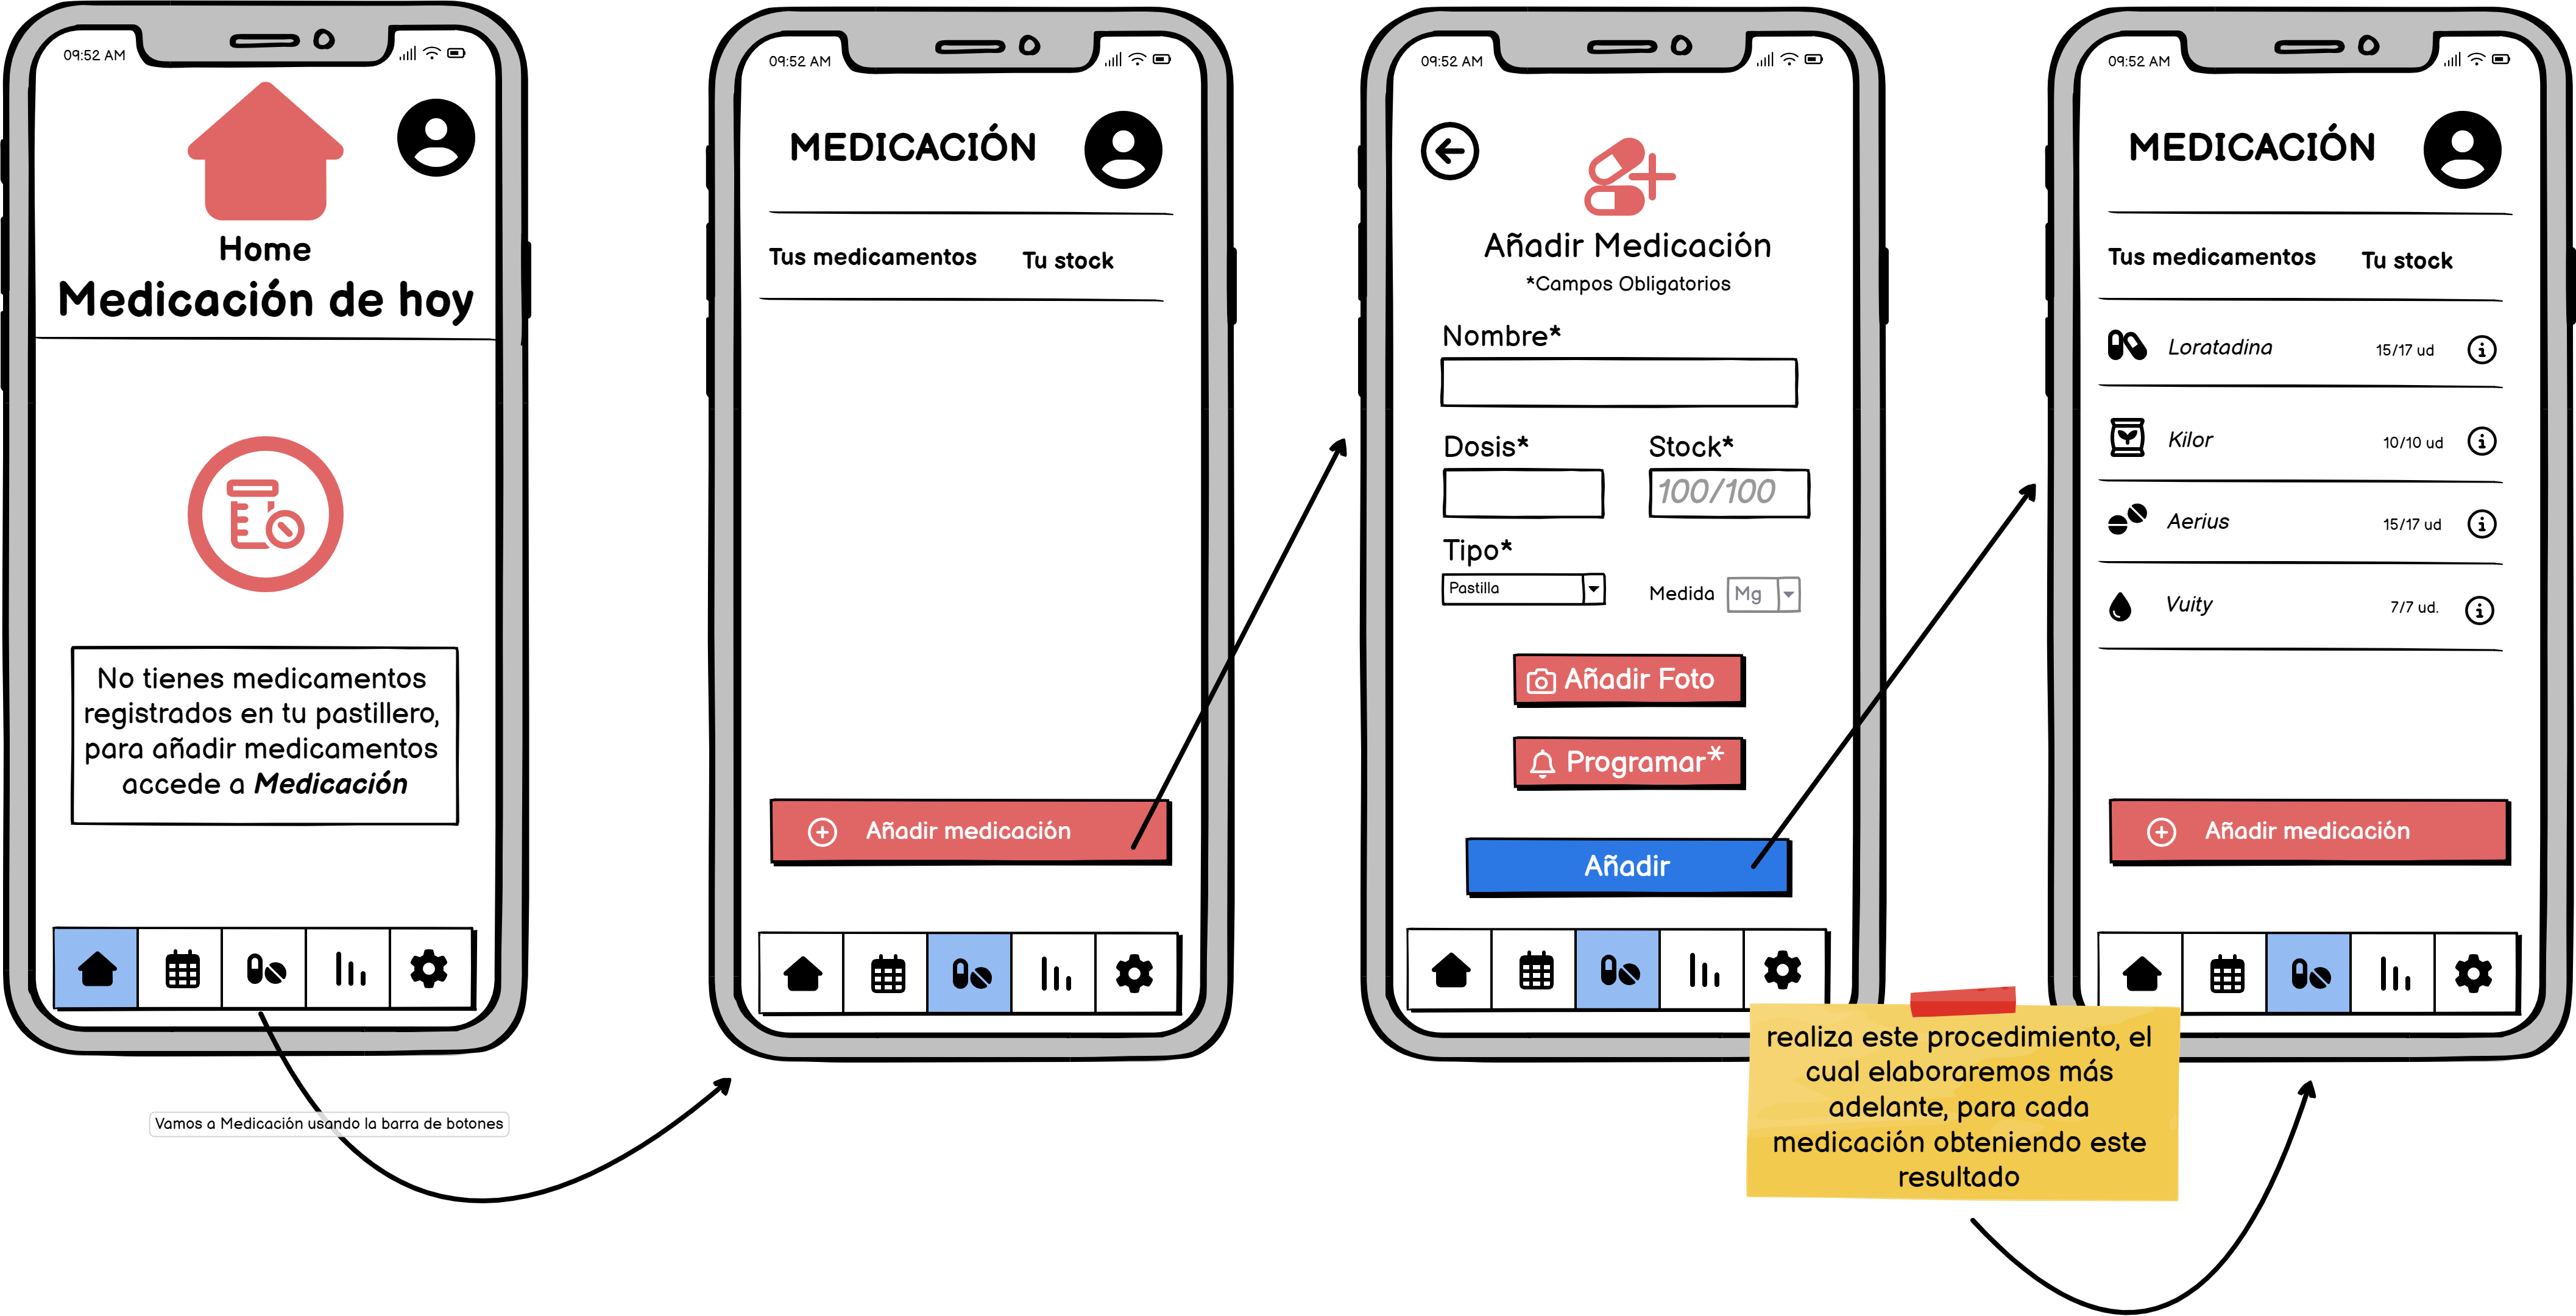 09:52 AM
Home
Medicación de hoy
No tienes medicamentos
registrados en tu pastillero,
para añadir medicamentos
accede a Medicación
Vamos a Medicación usando la barra de botones
09:52 AM
MEDICACIÓN
Tus medicamentos
Tu stock
Añadir medicación
09:52 AM
Añadir Medicación
*Campos Obligatorios
Nombre*
Dosis*
Stock*
100/100
Tipo*
Pastilla
Medida
Mg
Añadir Foto
Programar*
Añadir
realiza este procedimiento, el
cual elaboraremos más
adelante, para cada
medicación obteniendo este
resultado
09:52 AM
MEDICACIÓN
Tus medicamentos
Tu stock
Loratadina
15/17 ud
Kilor
10/10 ud
Aerius
15/17 ud
Vuity
7/7 ud.
Añadir medicación